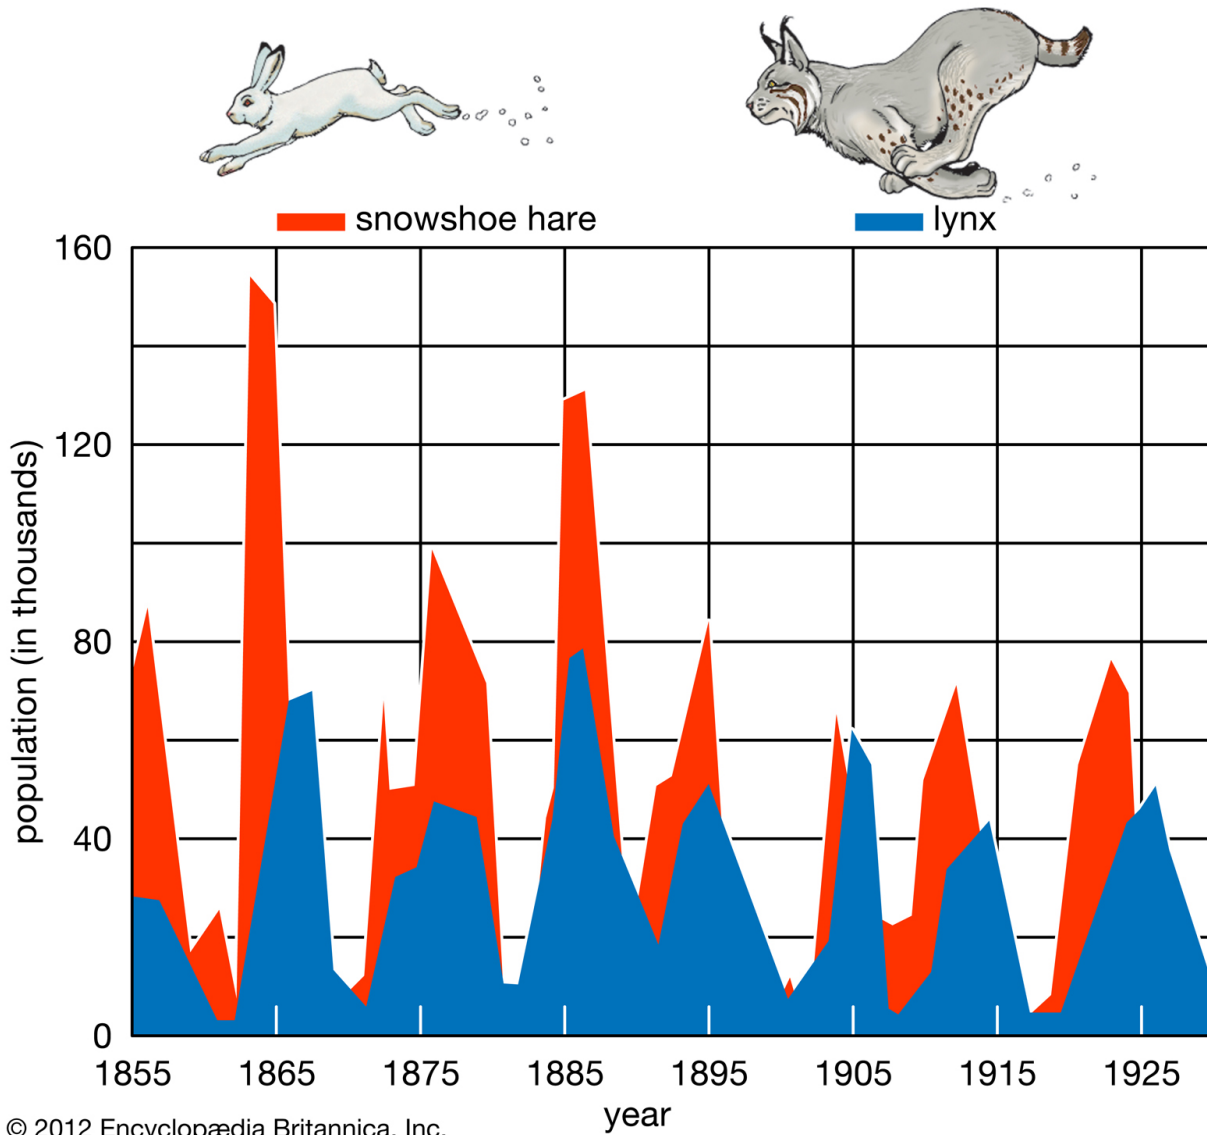 snowshoe hare
lynx
160
120
80
40
0
population (in thousands)
1855 1865 1875 1885 1895 1905 1915 1925
year
© 2012 Encyclopædia Britannica, Inc.